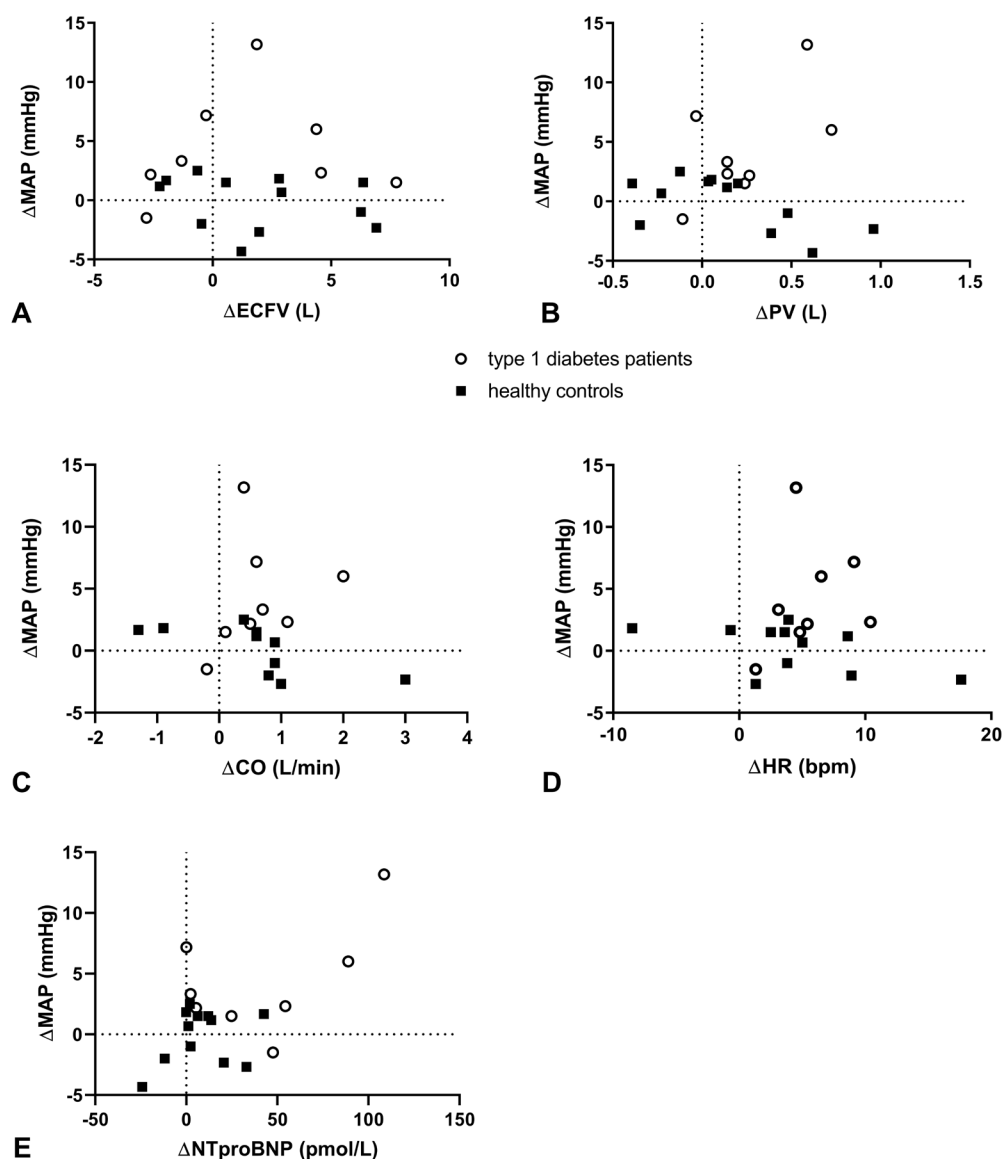 15
10
5
0
-5
ΔMAP (mmHg)
-5 0 5 10
ΔECFV (L)
A
15
10
5
0
-5
ΔMAP (mmHg)
-0.5 0.0 0.5 1.0 1.5
ΔPV (L)
B
type 1 diabetes patients
healthy controls
15
10
5
0
-5
ΔMAP (mmHg)
-2 -1 0 1 2 3 4
ΔCO (L/min)
C
15
10
5
0
-5
ΔMAP (mmHg)
-10 0 10 20
ΔHR (bpm)
D
15
10
5
0
-5
ΔMAP (mmHg)
-50 0 50 100 150
ΔNTproBNP (pmol/L)
E